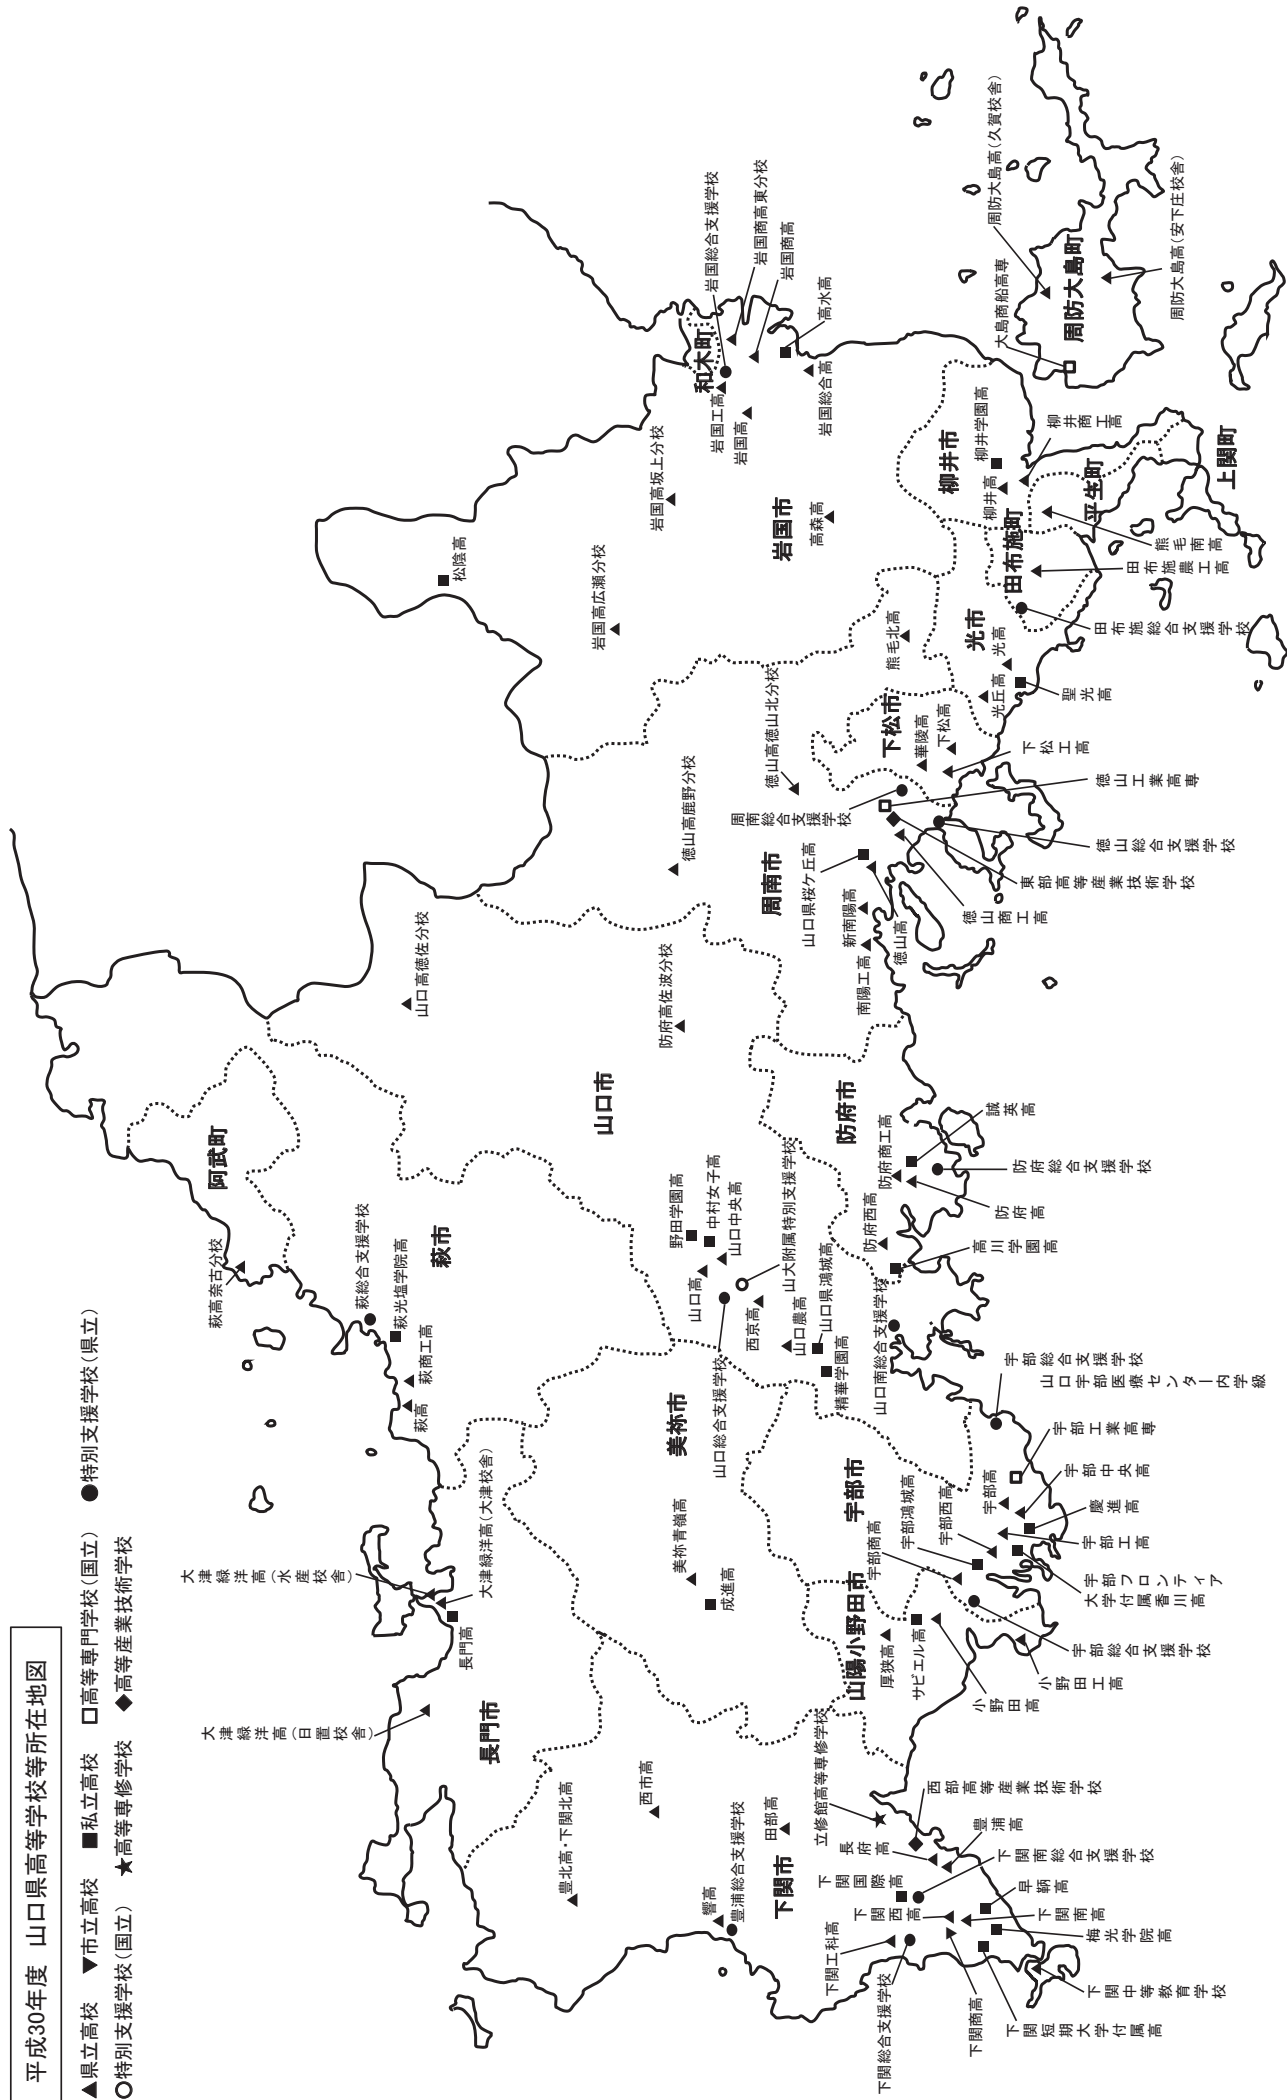 平成30年度　山口県高等学校等所在地図
▲県立高校　▼市立高校　■私立高校　□高等専門学校(国立)　●特別支援学校(県立)
○特別支援学校(国立)　★高等専修学校　◆高等産業技術学校
阿武町
萩高奈古分校
萩市
萩総合支援学校
萩光塩学院高
萩商工高
萩高
長門市
大津緑洋高(水産校舎)
大津緑洋高(大津校舎)
長門高
大津緑洋高(日置校舎)
下関市
豊北高・下関北高
西市高
響高
豊浦総合支援学校
田部高
立修館高等専修学校
西部高等産業技術学校
長府高
豊浦高
下関国際高
下関南総合支援学校
下関西高
早鞆高
下関南高
梅光学院高
下関工科高
下関総合支援学校
下関商高
下関短期大学付属高
下関中等教育学校
美祢市
美祢青嶺高
成進高
山陽小野田市
厚狭高
サビエル高
小野田高
小野田工高
宇部市
宇部商高
宇部鴻城高
宇部西高
宇部高
宇部総合支援学校
宇部フロンティア
大学付属香川高
宇部工高
慶進高
宇部中央高
宇部工業高専
宇部総合支援学校
山口宇部医療センター内学級
山口市
山口高徳佐分校
防府高佐波分校
野田学園高
中村女子高
山口中央高
山口高
山大附属特別支援学校
山口総合支援学校
西京高
山口農高
山口県鴻城高
精華学園高
山口南総合支援学校
防府市
防府商工高
誠英高
防府総合支援学校
防府高
防府西高
高川学園高
周南市
徳山高鹿野分校
徳山高徳山北分校
周南総合支援学校
山口県桜ケ丘高
新南陽高
南陽工高
徳山高
徳山商工高
東部高等産業技術学校
徳山総合支援学校
徳山工業高専
熊毛北高
下松市
華陵高
下松高
下松工高
光市
光高
光丘高
聖光高
岩国市
松陰高
岩国高広瀬分校
岩国高坂上分校
高森高
岩国工高
岩国高
岩国総合支援学校
岩国商高東分校
岩国商高
高水高
岩国総合高
和木町
柳井市
柳井学園高
柳井高
柳井商工高
田布施町
田布施農工高
田布施総合支援学校
平生町
熊毛南高
上関町
周防大島町
大島商船高専
周防大島高(久賀校舎)
周防大島高(安下庄校舎)